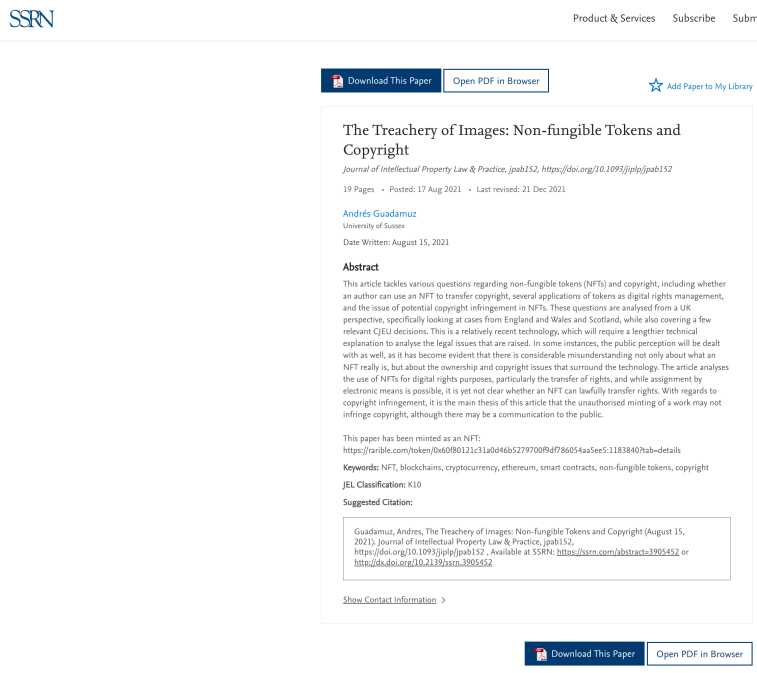 SSRN
Product & Services Subscribe Subm
Download This Paper Open PDF in Browser
Add Paper to My Library
The Treachery of Images: Non-fungible Tokens and
Copyright
Journal of Intellectual Property Law & Practice, jpab152, https://doi.org/10.1093/jiplp/jpab152
19 Pages • Posted: 17 Aug 2021 • Last revised: 21 Dec 2021
Andrés Guadamuz
University of Sussex
Date Written: August 15, 2021
Abstract
This article tackles various questions regarding non-fungible tokens (NFTs) and copyright, including whether
an author can use an NFT to transfer copyright, several applications of tokens as digital rights management,
and the issue of potential copyright infringement in NFTs. These questions are analysed from a UK
perspective, specifically looking at cases from England and Wales and Scotland, while also covering a few
relevant CJEU decisions. This is a relatively recent technology, which will require a lengthier technical
explanation to analyse the legal issues that are raised. In some instances, the public perception will be dealt
with as well, as it has become evident that there is considerable misunderstanding not only about what an
NFT really is, but about the ownership and copyright issues that surround the technology. The article analyses
the use of NFTs for digital rights purposes, particularly the transfer of rights, and while assignment by
electronic means is possible, it is yet not clear whether an NFT can lawfully transfer rights. With regards to
copyright infringement, it is the main thesis of this article that the unauthorised minting of a work may not
infringe copyright, although there may be a communication to the public.
This paper has been minted as an NFT:
https://rarible.com/token/0x60f80121c31a0d46b5279700f9df786054aa5ee5:1183840?tab=details
Keywords: NFT, blockchains, cryptocurrency, ethereum, smart contracts, non-fungible tokens, copyright
JEL Classification: K10
Suggested Citation:
Guadamuz, Andres, The Treachery of Images: Non-fungible Tokens and Copyright (August 15,
2021). Journal of Intellectual Property Law & Practice, jpab152,
https://doi.org/10.1093/jiplp/jpab152 , Available at SSRN: https://ssrn.com/abstract=3905452 or
http://dx.doi.org/10.2139/ssrn.3905452
Show Contact Information >
Download This Paper Open PDF in Browser